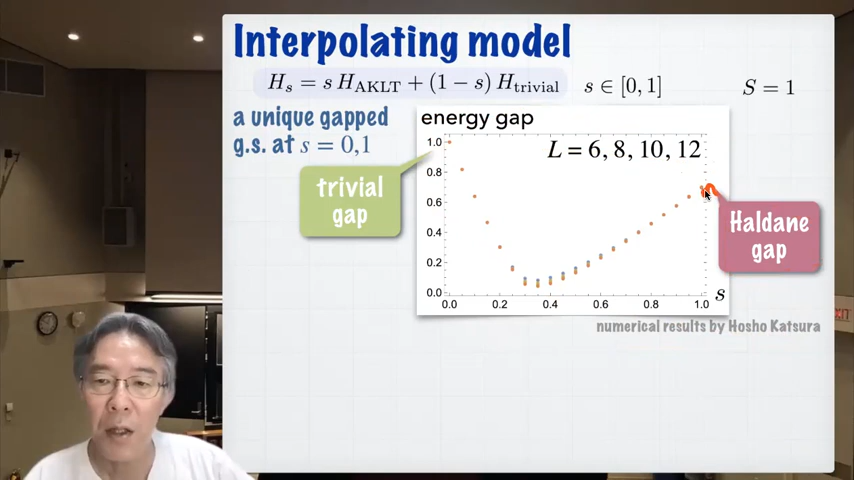 Interpolating model
H_s = s H_AKLT + (1 − s) H_trivial    s ∈ [0, 1]    S = 1
a unique gapped
g.s. at s = 0,1
energy gap
L = 6, 8, 10, 12
1.0
0.8
0.6
0.4
0.2
0.0
0.0 0.2 0.4 0.6 0.8 1.0 s
trivial
gap
Haldane
gap
numerical results by Hosho Katsura